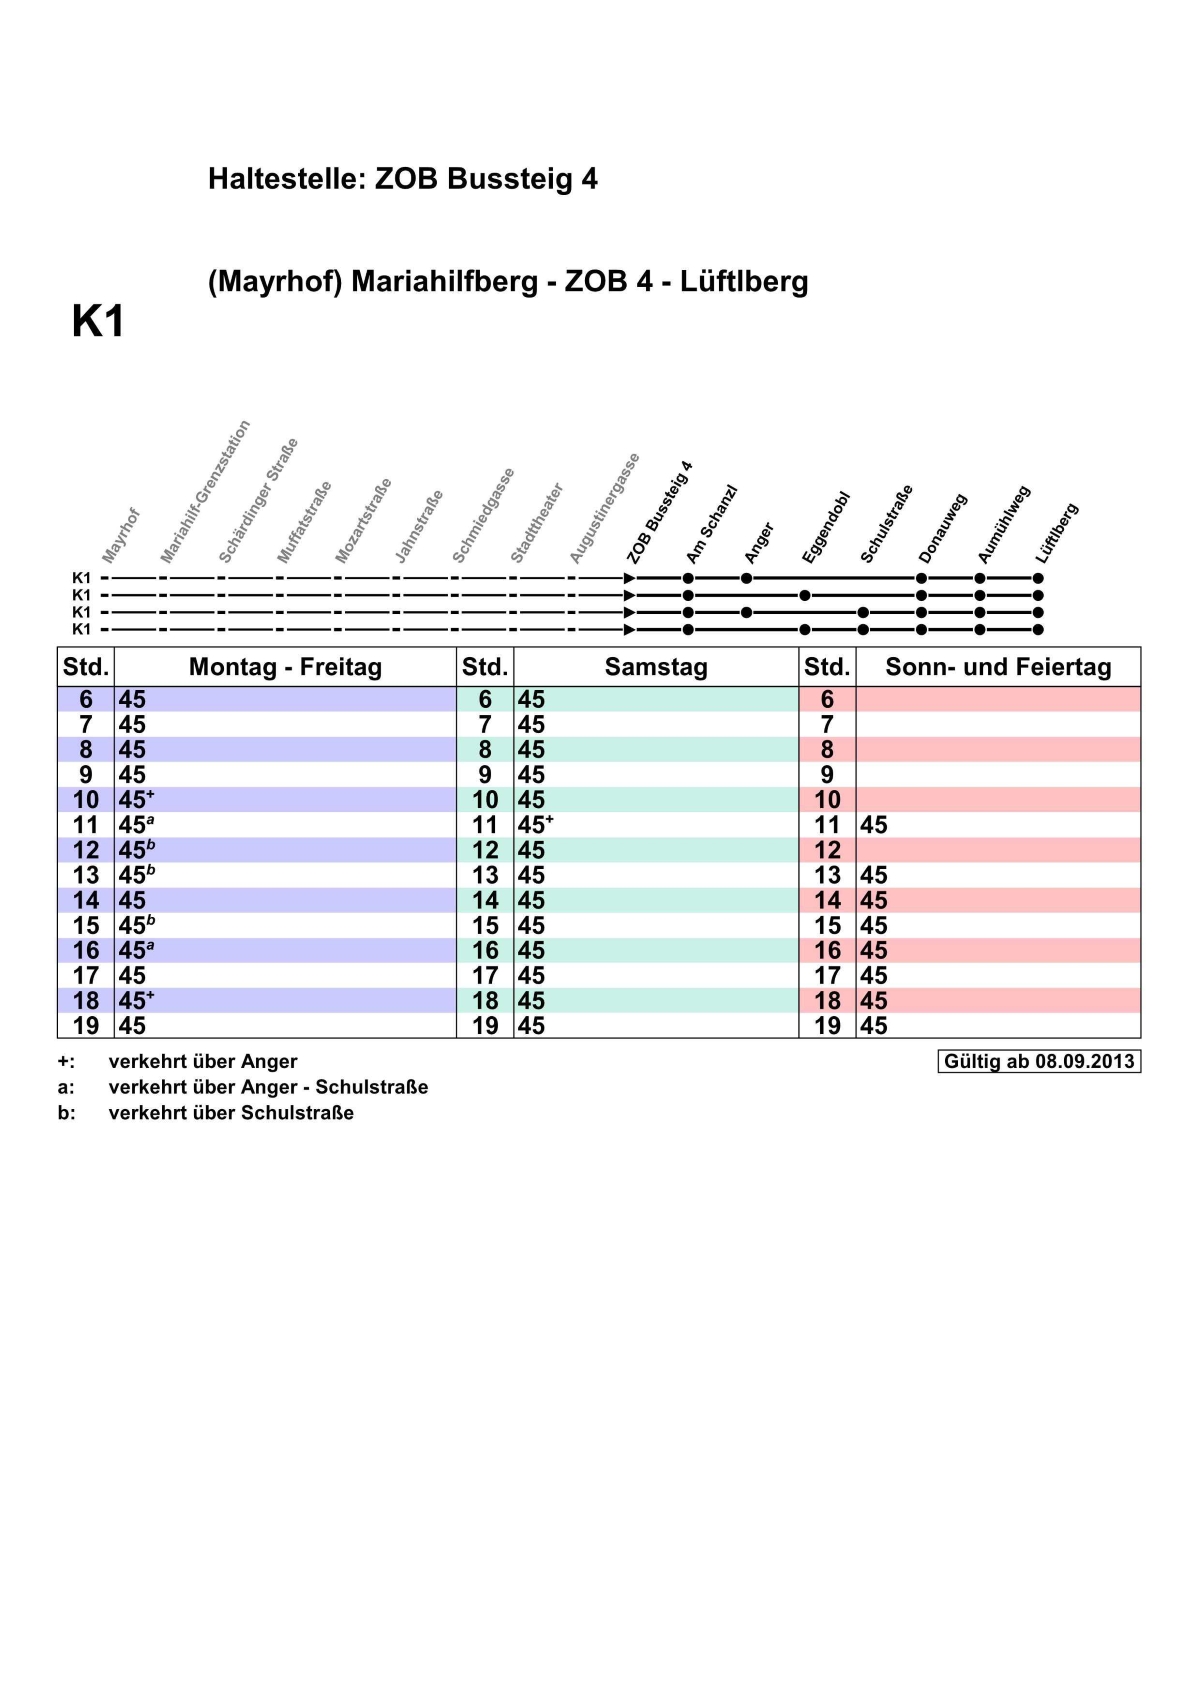 Haltestelle: ZOB Bussteig 4
(Mayrhof) Mariahilfberg - ZOB 4 - Lüftlberg
K1
Mayrhof
Mariahilf-Grenzstation
Schärdinger Straße
Muffatstraße
Mozartstraße
Jahnstraße
Schmiedgasse
Stadttheater
Augustinergasse
ZOB Bussteig 4
Am Schanzl
Anger
Eggendobl
Schulstraße
Donauweg
Aumühlweg
Lüftlberg
K1
K1
K1
K1
Std. Montag - Freitag Std. Samstag Std. Sonn- und Feiertag
6 45 6 45 6
7 45 7 45 7
8 45 8 45 8
9 45 9 45 9
10 45+ 10 45 10
11 45a 11 45+ 11 45
12 45b 12 45 12
13 45b 13 45 13 45
14 45 14 45 14 45
15 45b 15 45 15 45
16 45a 16 45 16 45
17 45 17 45 17 45
18 45+ 18 45 18 45
19 45 19 45 19 45
+: verkehrt über Anger Gültig ab 08.09.2013
a: verkehrt über Anger - Schulstraße
b: verkehrt über Schulstraße